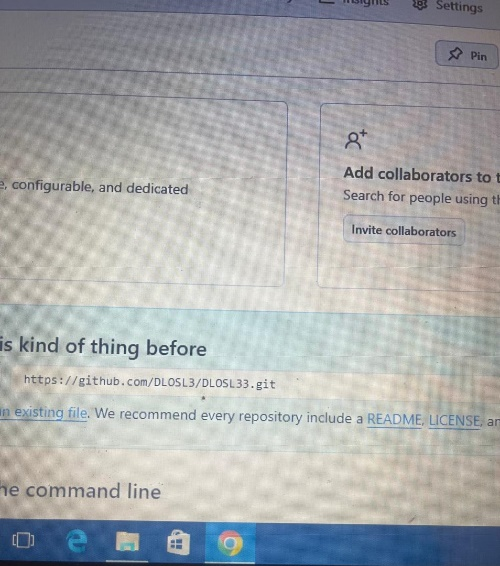 Insights Settings
Pin
Add collaborators to t
e, configurable, and dedicated
Search for people using th
Invite collaborators
is kind of thing before
https://github.com/DLOSL3/DLOSL33.git
in existing file. We recommend every repository include a README, LICENSE, an
he command line